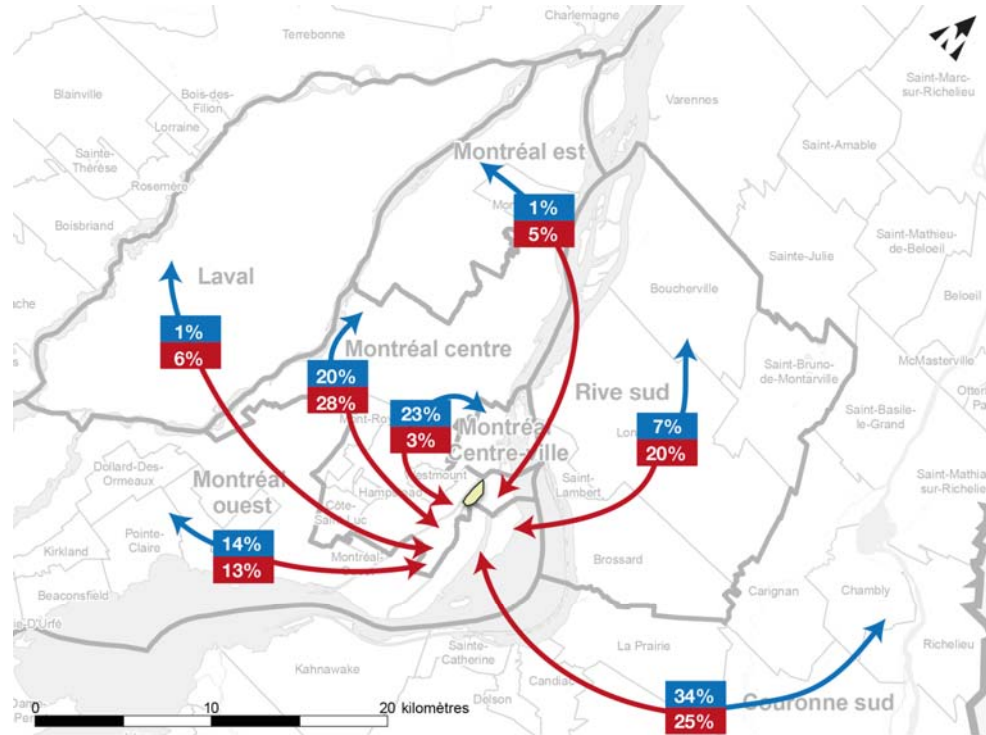 Charlemagne
Terrebonne
Blainville
Bois-des-
Filion
Lorraine
Sainte-
Thérèse
Rosemère
Boisbriand
Varennes
Saint-Marc-
sur-Richelieu
Saint-Amable
Saint-Mathieu-
de-Beloeil
Sainte-Julie
Beloeil
McMasterville
Montréal est
1%
5%
Boucherville
Laval
1%
6%
Montréal centre
20%
28%
Mont-Roy
23%
3%
Montréal
Centre-ville
Rive sud
7%
20%
Saint-Bruno-
de-Montarville
Saint-Basile-
le-Grand
Saint-
Lambert
Dollard-Des-
Ormeaux
Montréal
ouest
Hampstead
Côte-
Saint-Luc
Pointe-
Claire
Kirkland
14%
13%
Beaconsfield
Brossard
Carignan
Chambly
Richelieu
La Prairie
Sainte-
Catherine
Candiac
Delson
Kahnawake
34%
25%
Couronne sud
0 10 20 kilomètres